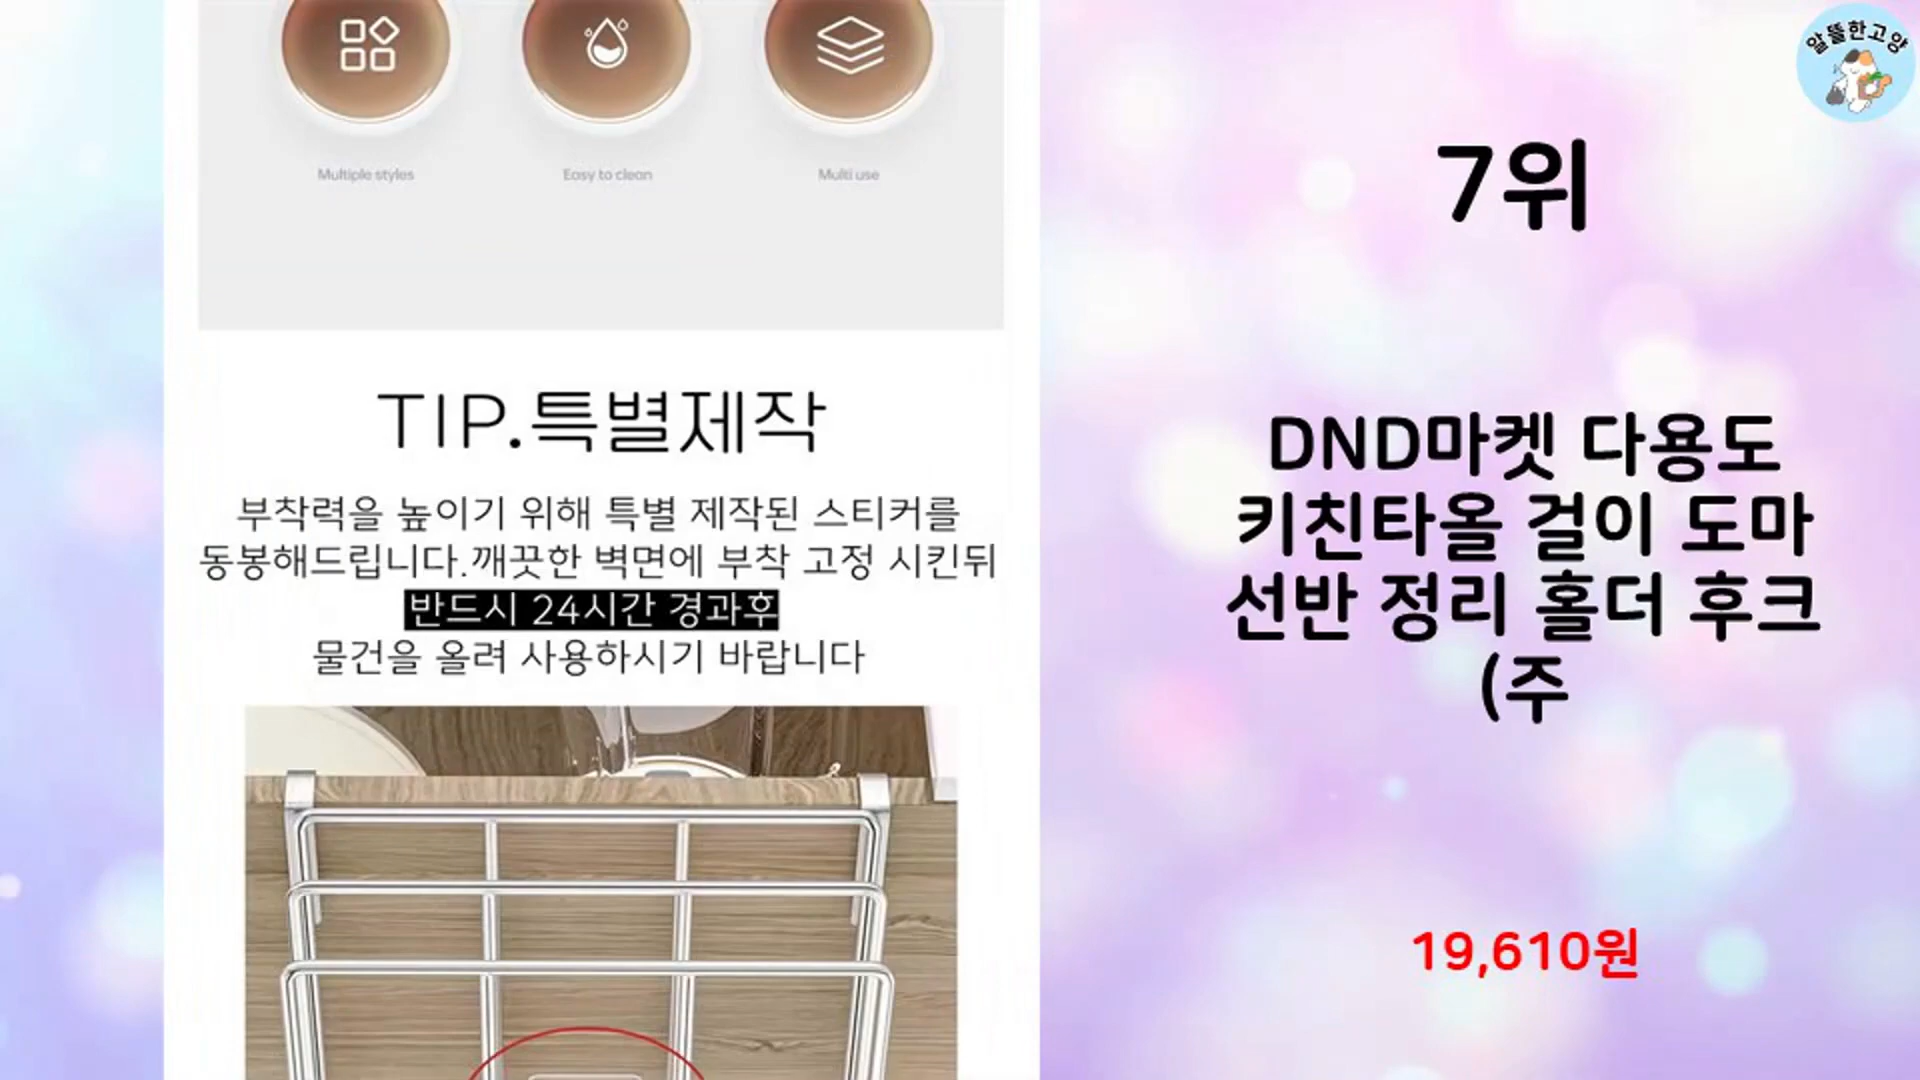 Multiple styles
Easy to clean
Multi use
TIP.특별제작
부착력을 높이기 위해 특별 제작된 스티커를
동봉해드립니다.깨끗한 벽면에 부착 고정 시킨뒤
반드시 24시간 경과후
물건을 올려 사용하시기 바랍니다
알뜰한고양
7위
DND마켓 다용도
키친타올 걸이 도마
선반 정리 홀더 후크
(주
19,610원